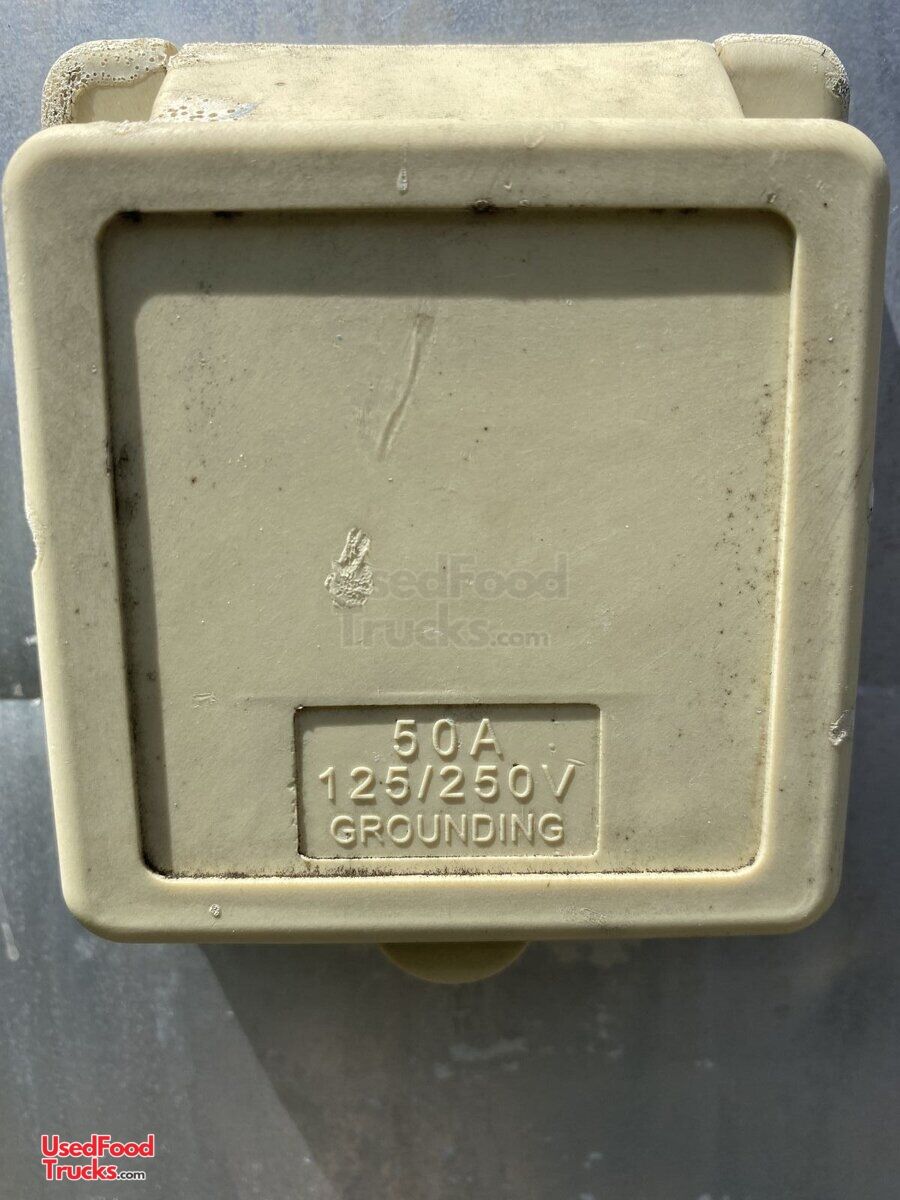 UsedFood
Trucks.com
50A
125/250V
GROUNDING
UsedFood
Trucks.com